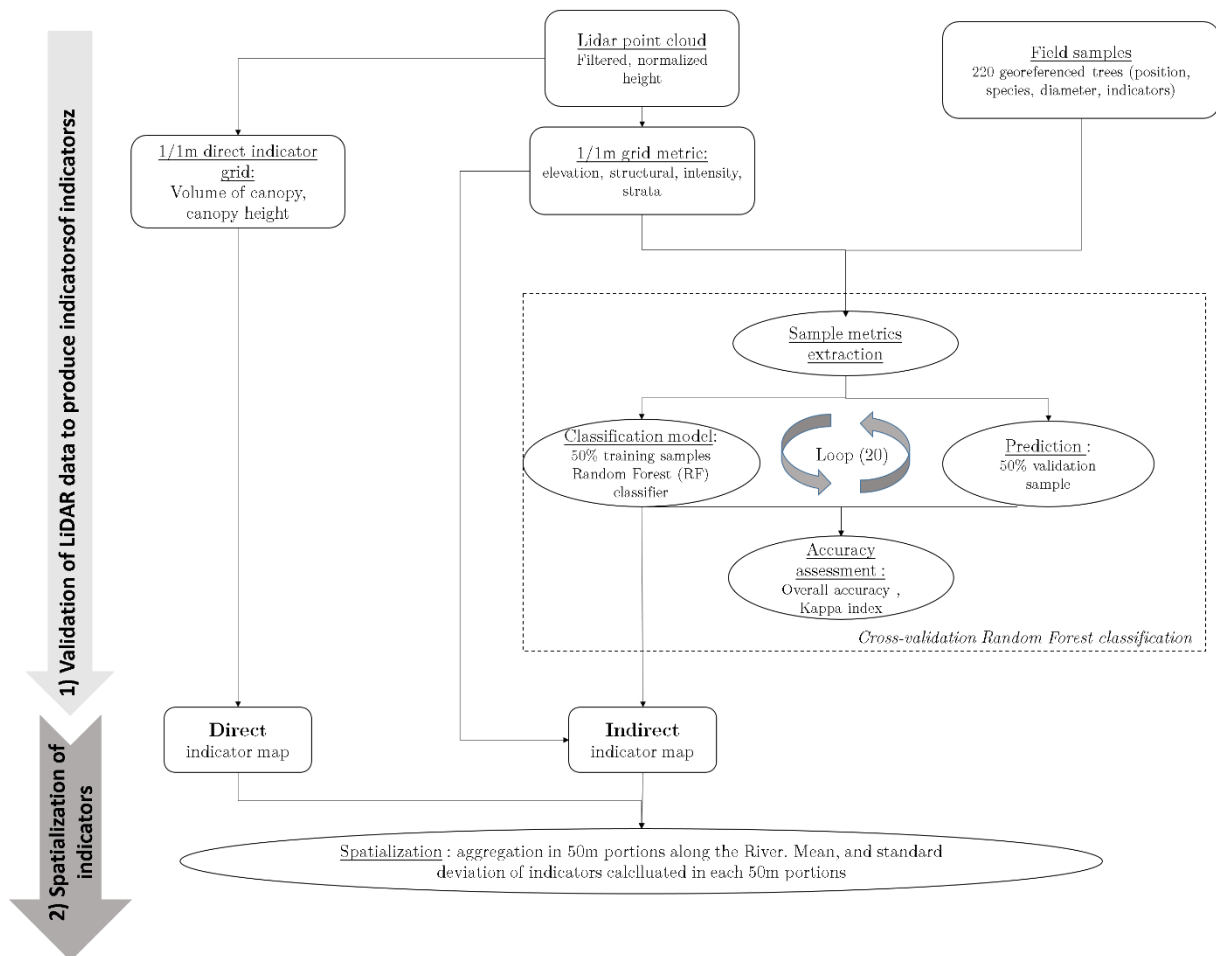 1) Validation of LiDAR data to produce indicatorsof indicatorsz
2) Spatialization of
indicators
Lidar point cloud
Filtered, normalized
height
Field samples
220 georeferenced trees (position,
species, diameter, indicators)
1/1m direct indicator
grid:
Volume of canopy,
canopy height
1/1m grid metric:
elevation, structural, intensity,
strata
Sample metrics
extraction
Classification model:
50% training samples
Random Forest (RF)
classifier
Loop (20)
Prediction :
50% validation
sample
Accuracy
assessment :
Overall accuracy ,
Kappa index
Cross-validation Random Forest classification
Direct
indicator map
Indirect
indicator map
Spatialization : aggregation in 50m portions along the River. Mean, and standard
deviation of indicators calclluated in each 50m portions